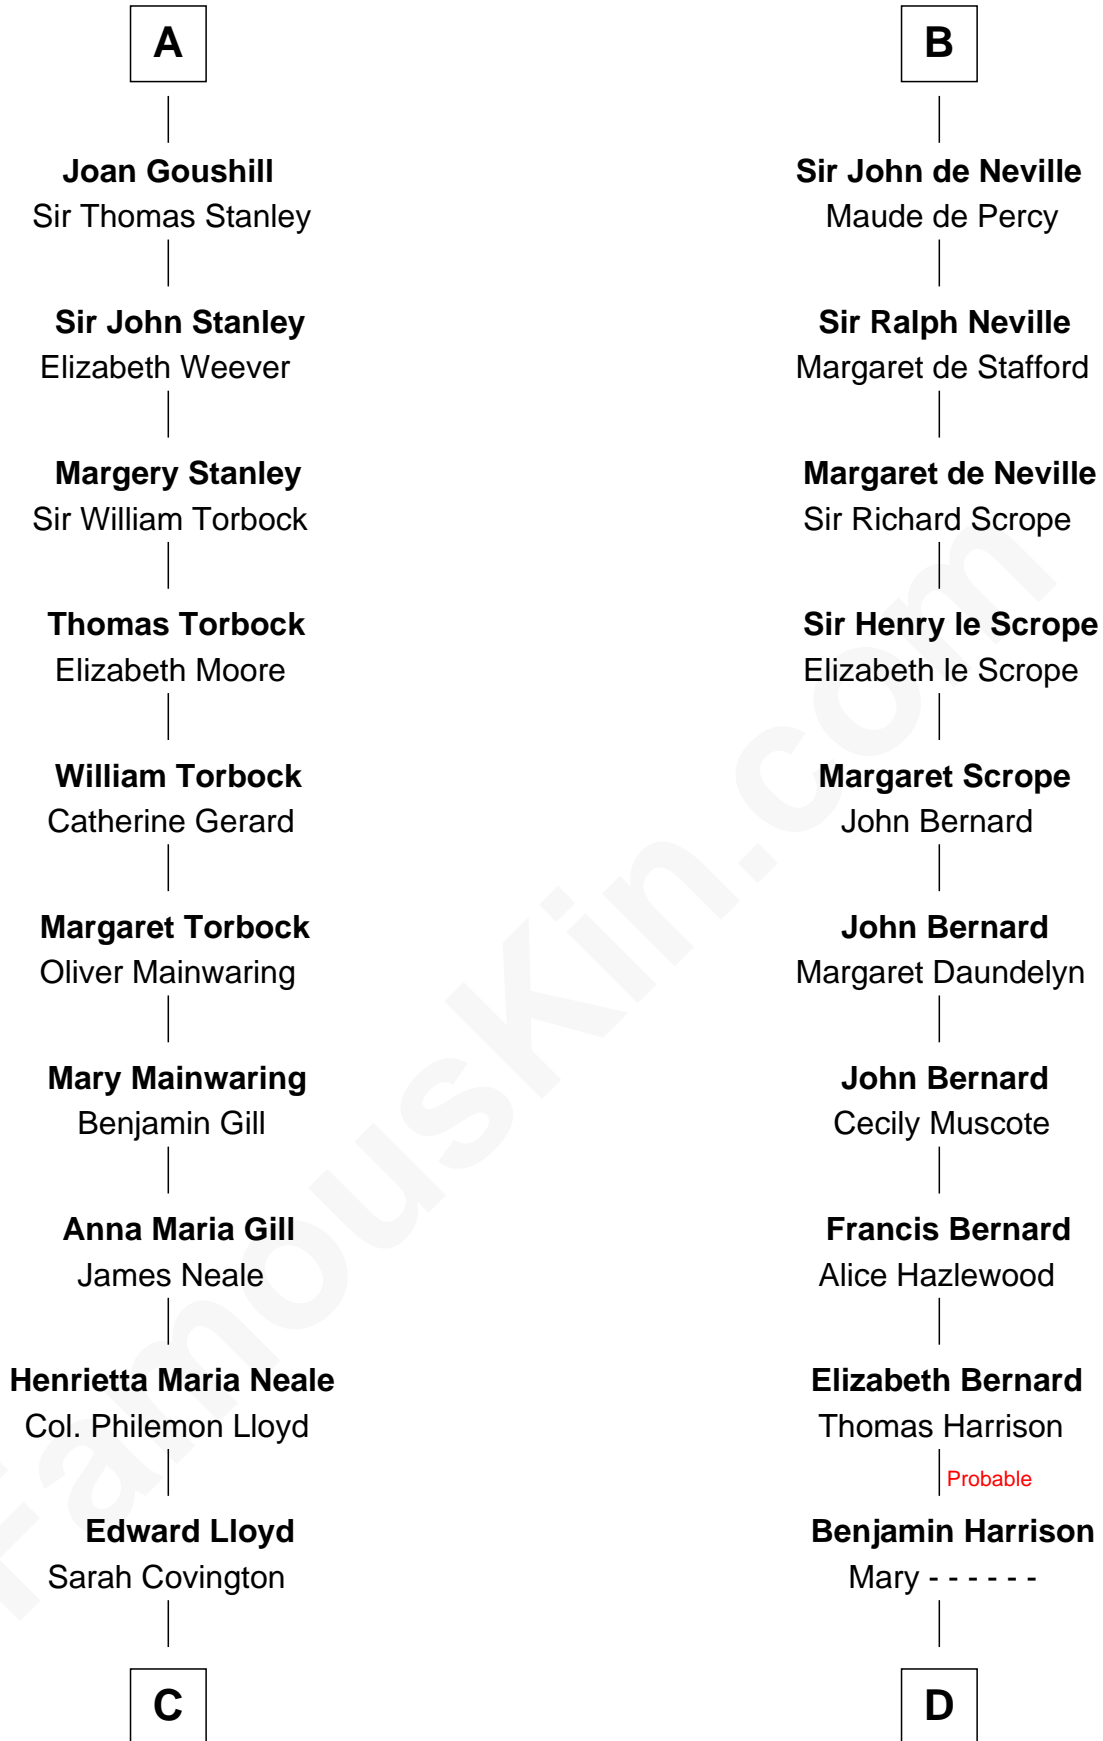 A
Joan Goushill
Sir Thomas Stanley
Sir John Stanley
Elizabeth Weever
Margery Stanley
Sir William Torbock
Thomas Torbock
Elizabeth Moore
William Torbock
Catherine Gerard
Margaret Torbock
Oliver Mainwaring
Mary Mainwaring
Benjamin Gill
Anna Maria Gill
James Neale
Henrietta Maria Neale
Col. Philemon Lloyd
Edward Lloyd
Sarah Covington
C
B
Sir John de Neville
Maude de Percy
Sir Ralph Neville
Margaret de Stafford
Margaret de Neville
Sir Richard Scrope
Sir Henry le Scrope
Elizabeth le Scrope
Margaret Scrope
John Bernard
John Bernard
Margaret Daundelyn
John Bernard
Cecily Muscote
Francis Bernard
Alice Hazlewood
Elizabeth Bernard
Thomas Harrison
Probable
Benjamin Harrison
Mary - - - - - -
D
FamousKin.com